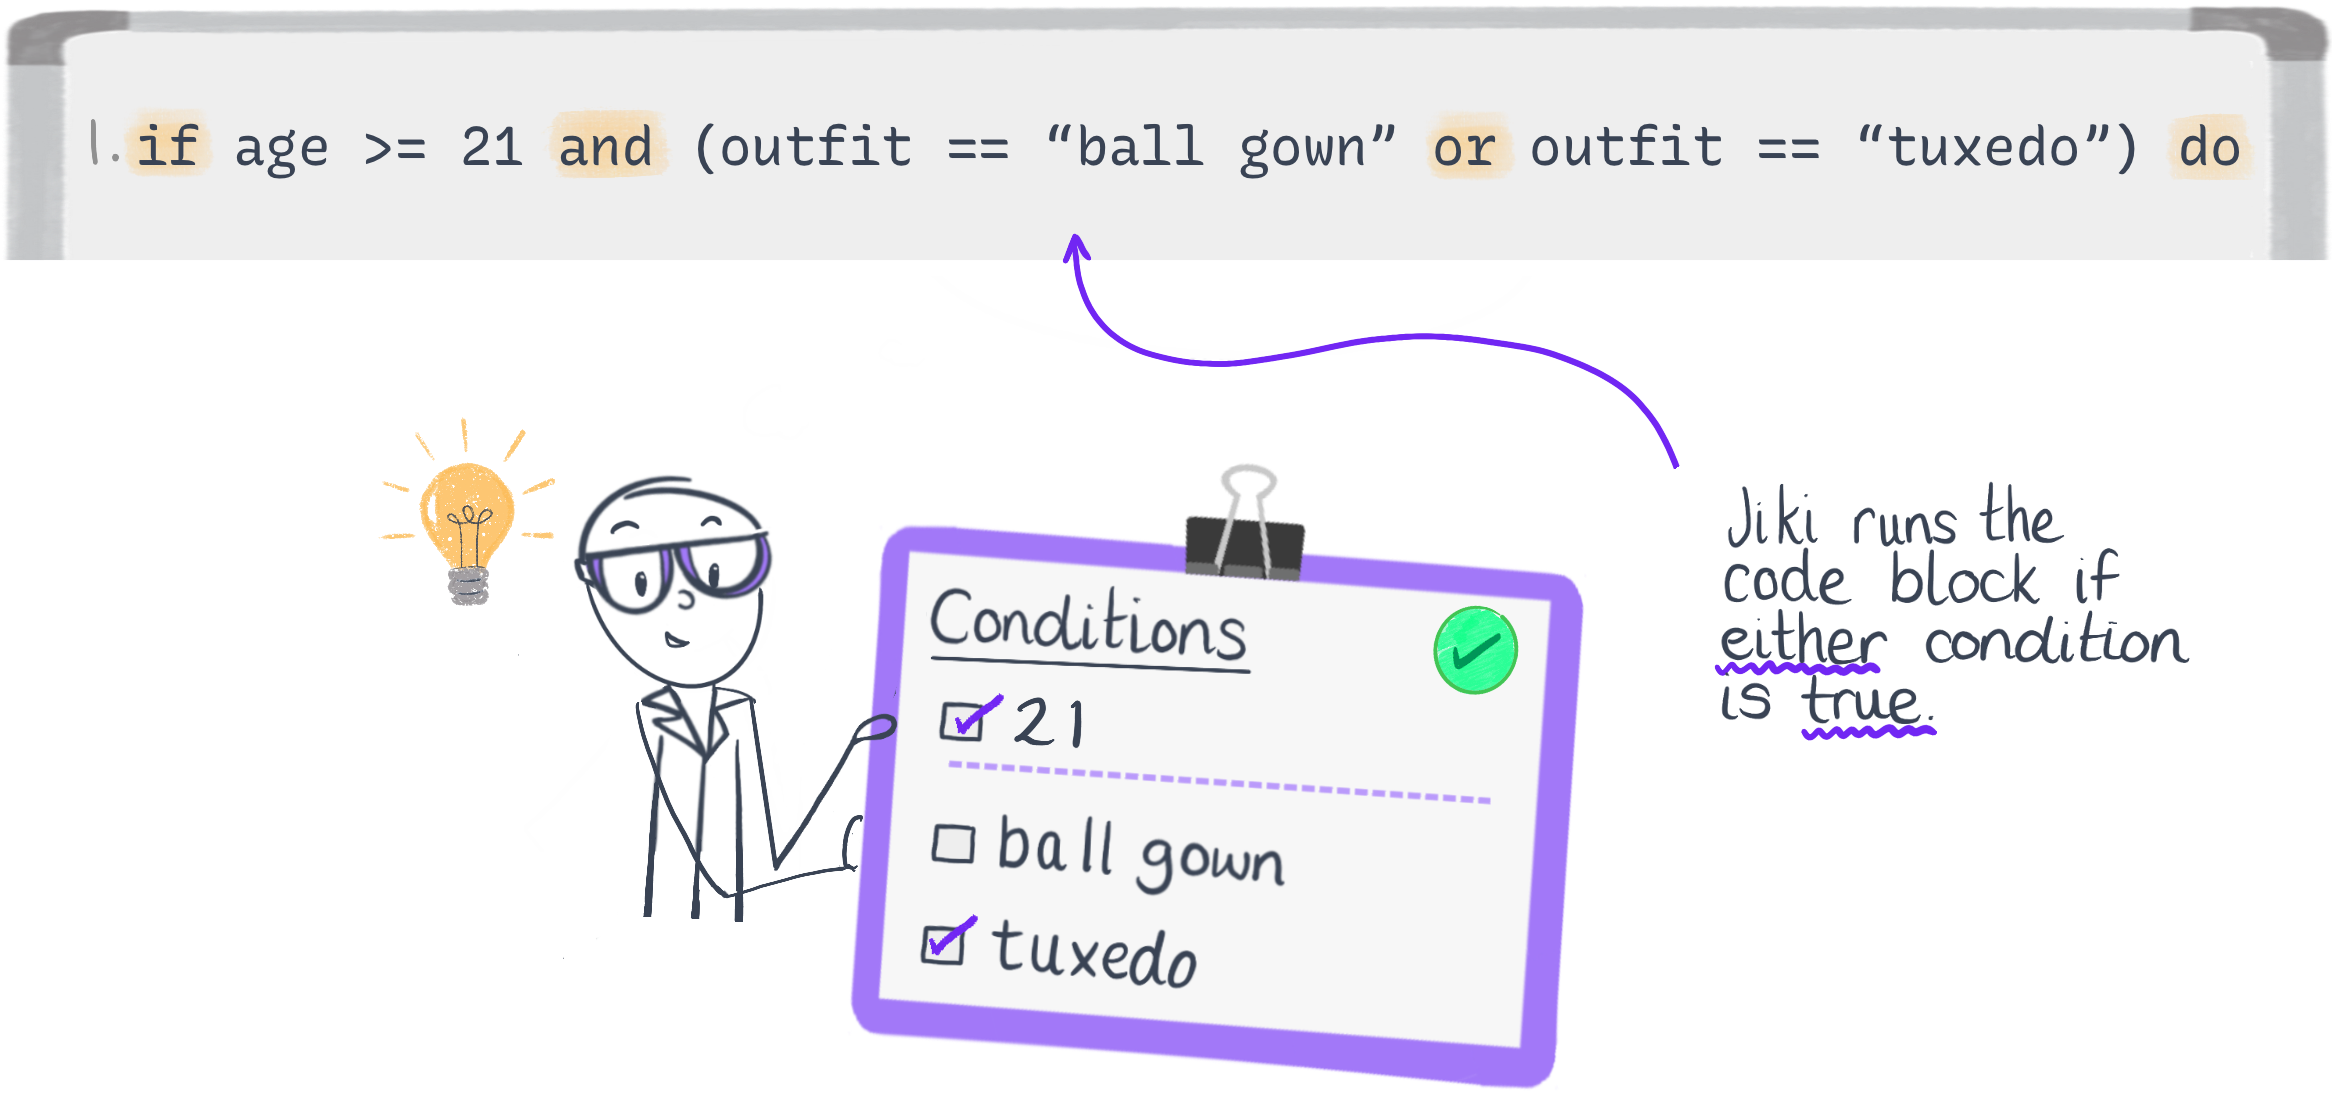 1. if age >= 21 and (outfit == “ball gown” or outfit == “tuxedo”) do
Jiki runs the
code block if
either condition
is true.
Conditions
21
ball gown
tuxedo